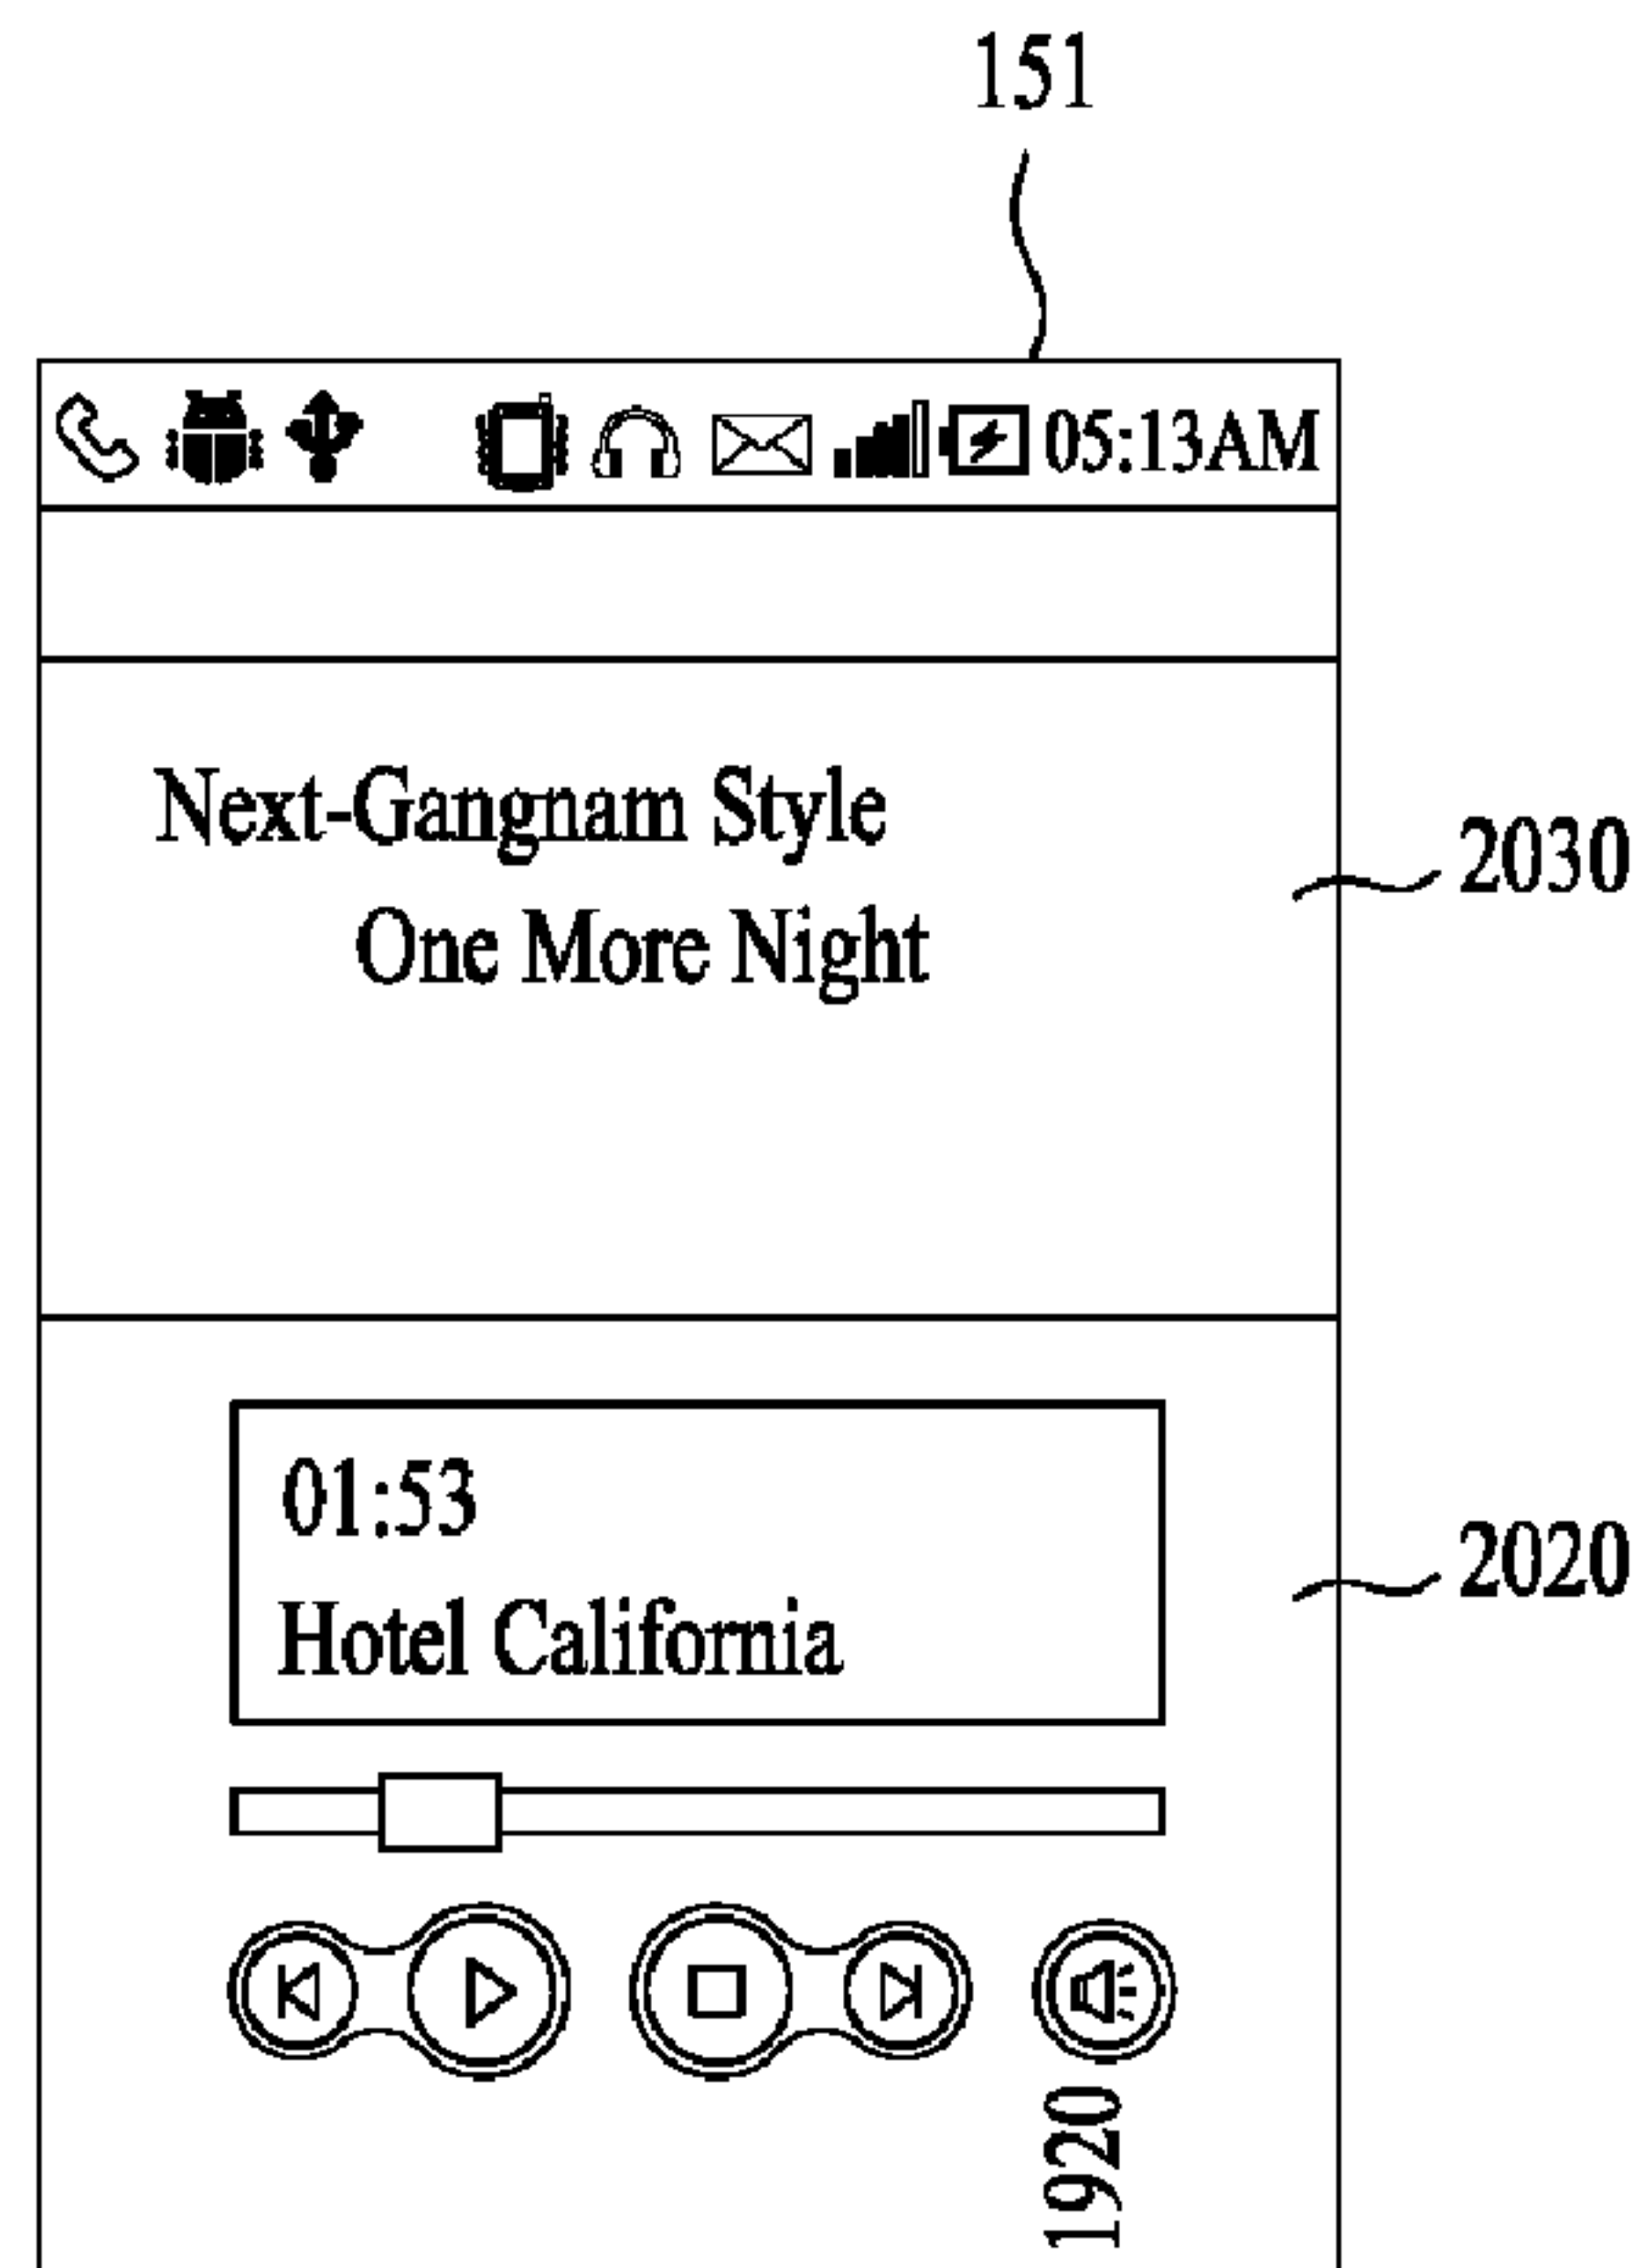 151
05:13AM
Next-Gangnam Style
2030
One More Night
01:53
2020
Hotel California
1920